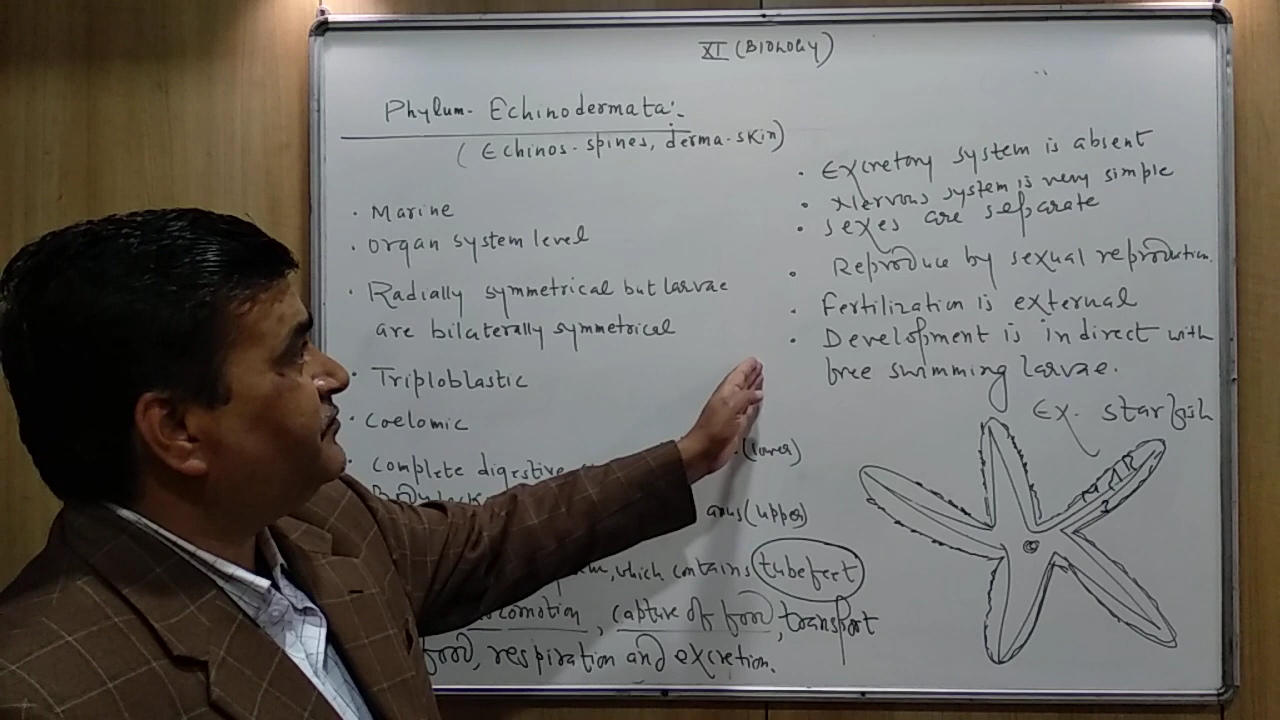 XI (BIOLOGY)
Phylum- Echinodermata:-
(Echinos- spines, derma-skin)
· Marine
· organ system level
· Radially symmetrical but larvae
are bilaterally symmetrical
· Triploblastic
· Coelomic
· complete digestive
(lower)
anus (upper)
, which contains tube feet
locomotion, captive of food, transport
food, respiration and excretion.
· Excretory system is absent
· Nervous system is very simple
· sexes are separate
· Reproduce by sexual reproduction.
· Fertilization is external
· Development is indirect with
free swimming larvae.
Ex- starfish